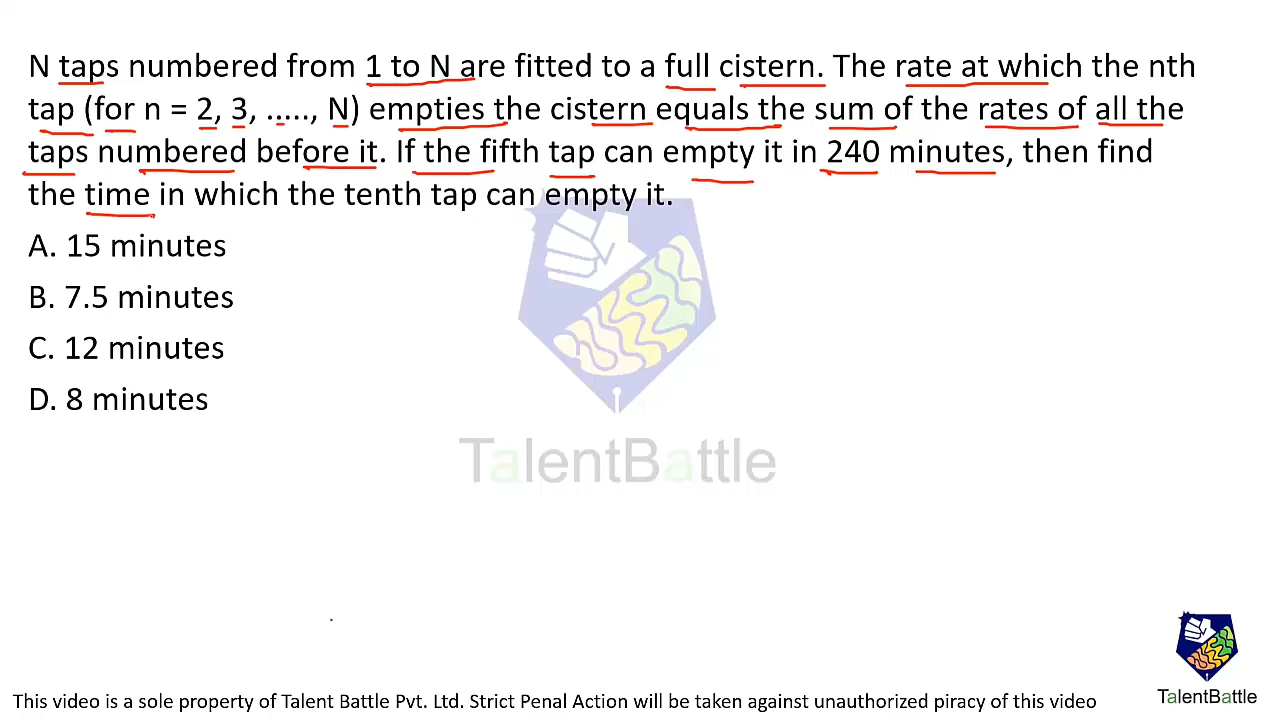 N taps numbered from 1 to N are fitted to a full cistern. The rate at which the nth
tap (for n = 2, 3, ....., N) empties the cistern equals the sum of the rates of all the
taps numbered before it. If the fifth tap can empty it in 240 minutes, then find
the time in which the tenth tap can empty it.
A. 15 minutes
B. 7.5 minutes
C. 12 minutes
D. 8 minutes
TalentBattle
TalentBattle
This video is a sole property of Talent Battle Pvt. Ltd. Strict Penal Action will be taken against unauthorized piracy of this video